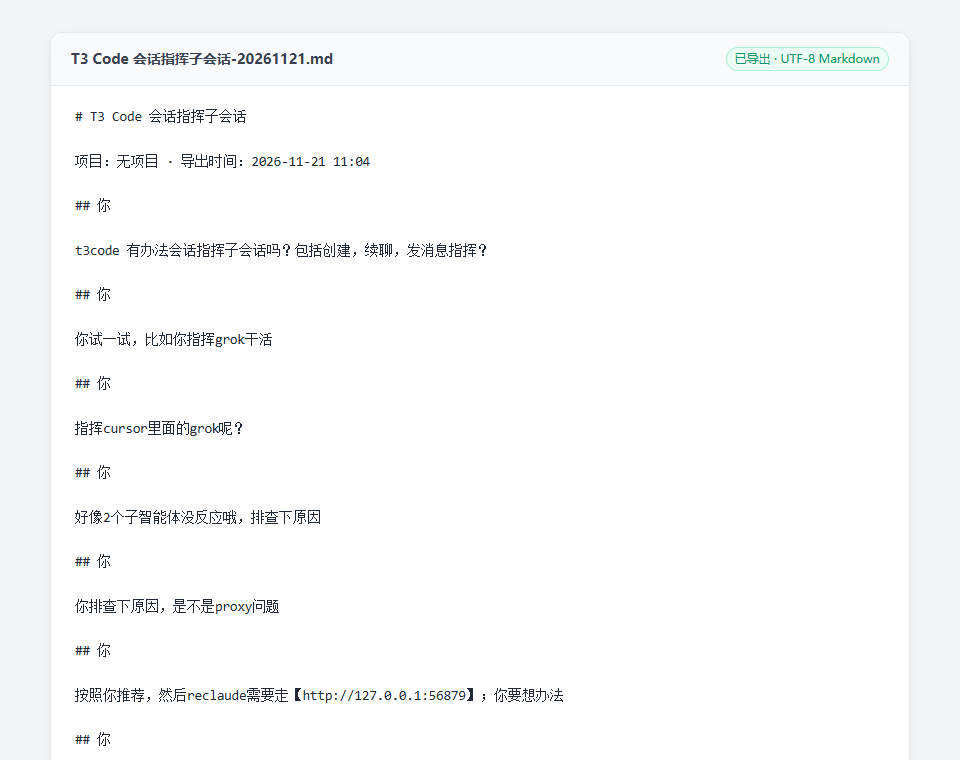 T3 Code 会话指挥子会话-20261121.md
已导出 · UTF-8 Markdown
# T3 Code 会话指挥子会话
项目：无项目 · 导出时间：2026-11-21 11:04
## 你
t3code 有办法会话指挥子会话吗？包括创建，续聊，发消息指挥？
## 你
你试一试，比如你指挥grok干活
## 你
指挥cursor里面的grok呢？
## 你
好像2个子智能体没反应哦，排查下原因
## 你
你排查下原因，是不是proxy问题
## 你
按照你推荐，然后reclaude需要走【http://127.0.0.1:56879】；你要想办法
## 你